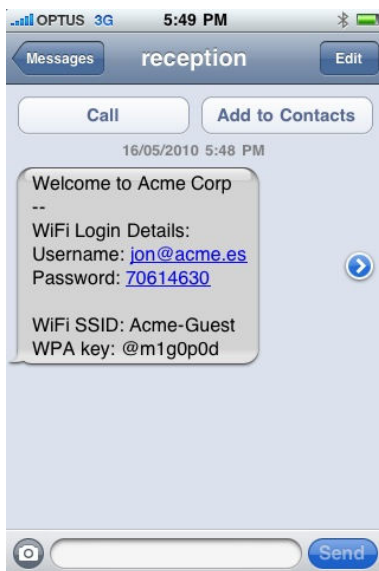 OPTUS 3G 5:49 PM
Messages reception Edit
Call Add to Contacts
16/05/2010 5:48 PM
Welcome to Acme Corp
--
WiFi Login Details:
Username: jon@acme.es
Password: 70614630
WiFi SSID: Acme-Guest
WPA key: @m1g0p0d
Send